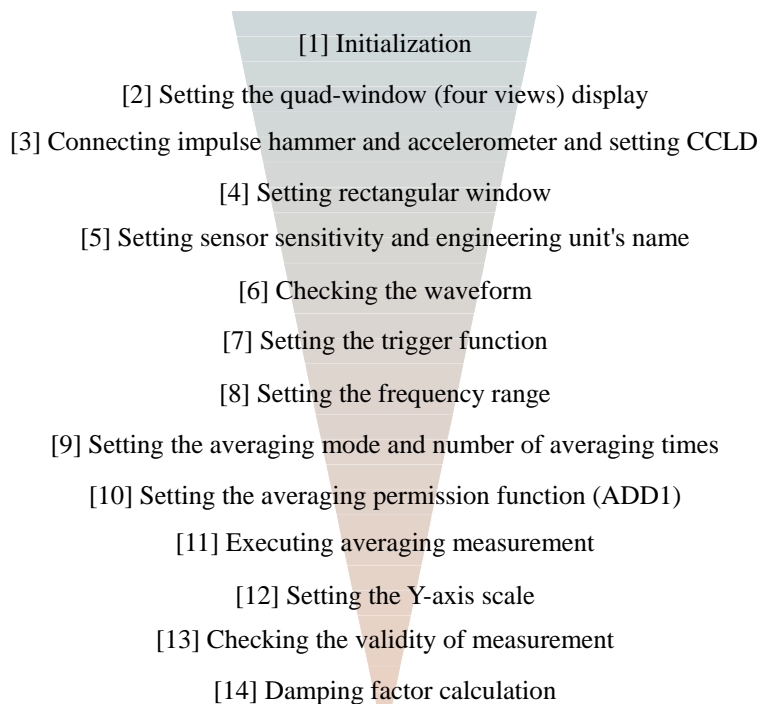 [1] Initialization
[2] Setting the quad-window (four views) display
[3] Connecting impulse hammer and accelerometer and setting CCLD
[4] Setting rectangular window
[5] Setting sensor sensitivity and engineering unit's name
[6] Checking the waveform
[7] Setting the trigger function
[8] Setting the frequency range
[9] Setting the averaging mode and number of averaging times
[10] Setting the averaging permission function (ADD1)
[11] Executing averaging measurement
[12] Setting the Y-axis scale
[13] Checking the validity of measurement
[14] Damping factor calculation